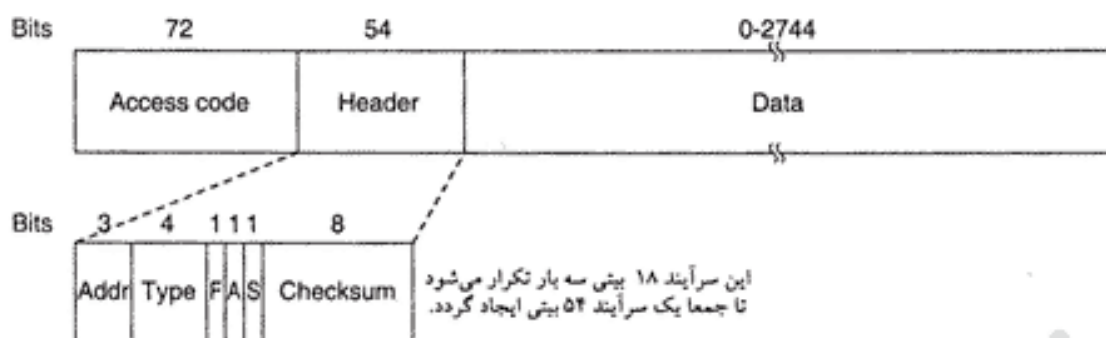 Bits 72 54 0-2744
Access code Header Data
Bits 3 4 1 1 1 8
Addr Type F A S Checksum
این سرآیند ۱۸ بیتی سه بار تکرار می‌شود
تا جمعا یک سرآیند ۵۴ بیتی ایجاد گردد.